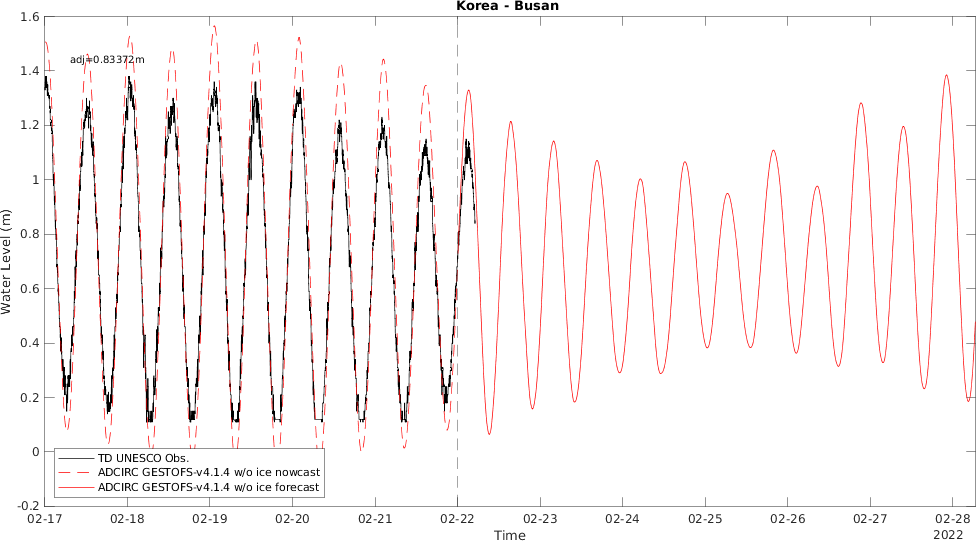 Korea - Busan
1.6
1.4
1.2
1
0.8
0.6
0.4
0.2
0
-0.2
Water Level (m)
adj=0.83372m
TD UNESCO Obs.
ADCIRC GESTOFS-v4.1.4 w/o ice nowcast
ADCIRC GESTOFS-v4.1.4 w/o ice forecast
02-17 02-18 02-19 02-20 02-21 02-22 02-23 02-24 02-25 02-26 02-27 02-28
Time
2022